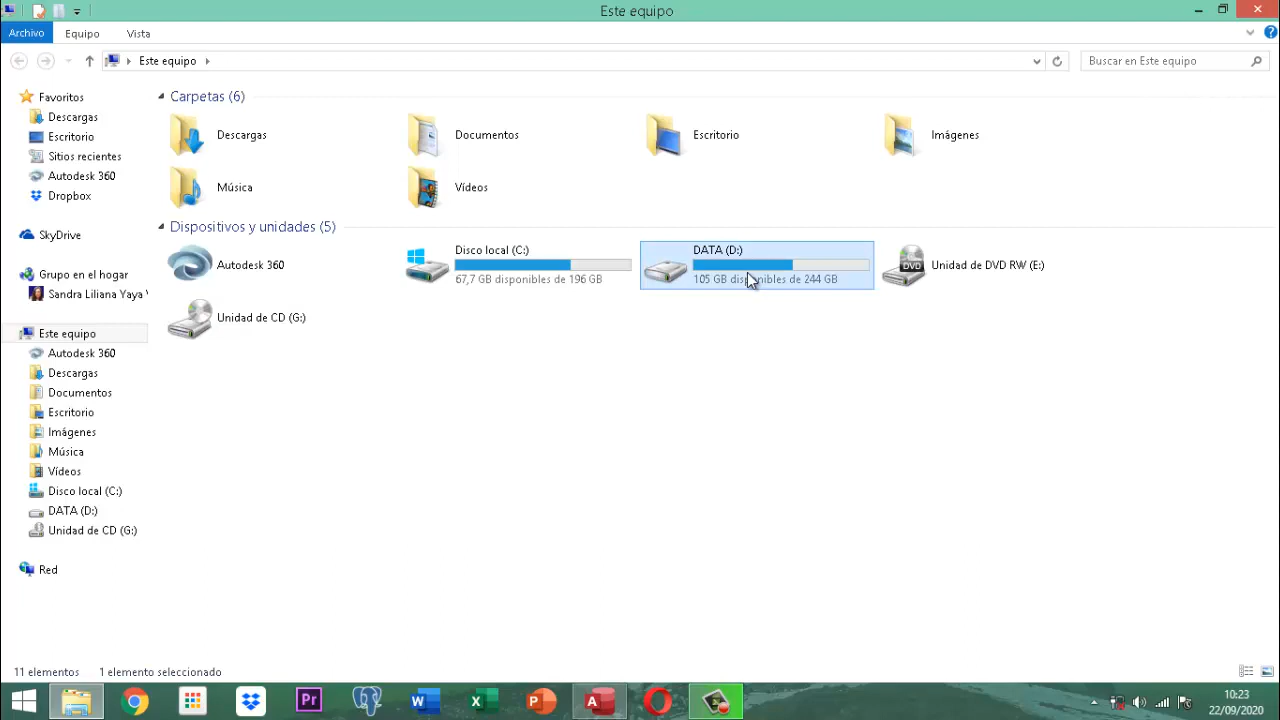 Este equipo
Archivo
Equipo
Vista
Este equipo
Buscar en Este equipo
Favoritos
Descargas
Escritorio
Sitios recientes
Autodesk 360
Dropbox
SkyDrive
Grupo en el hogar
Sandra Liliana Yaya
Este equipo
Autodesk 360
Descargas
Documentos
Escritorio
Imágenes
Música
Vídeos
Disco local (C:)
DATA (D:)
Unidad de CD (G:)
Red
Carpetas (6)
Descargas
Documentos
Escritorio
Imágenes
Música
Vídeos
Dispositivos y unidades (5)
Autodesk 360
Disco local (C:)
67,7 GB disponibles de 196 GB
DATA (D:)
105 GB disponibles de 244 GB
DVD
Unidad de DVD RW (E:)
Unidad de CD (G:)
11 elementos
1 elemento seleccionado
Pr
W
X
P
A
10:23
22/09/2020